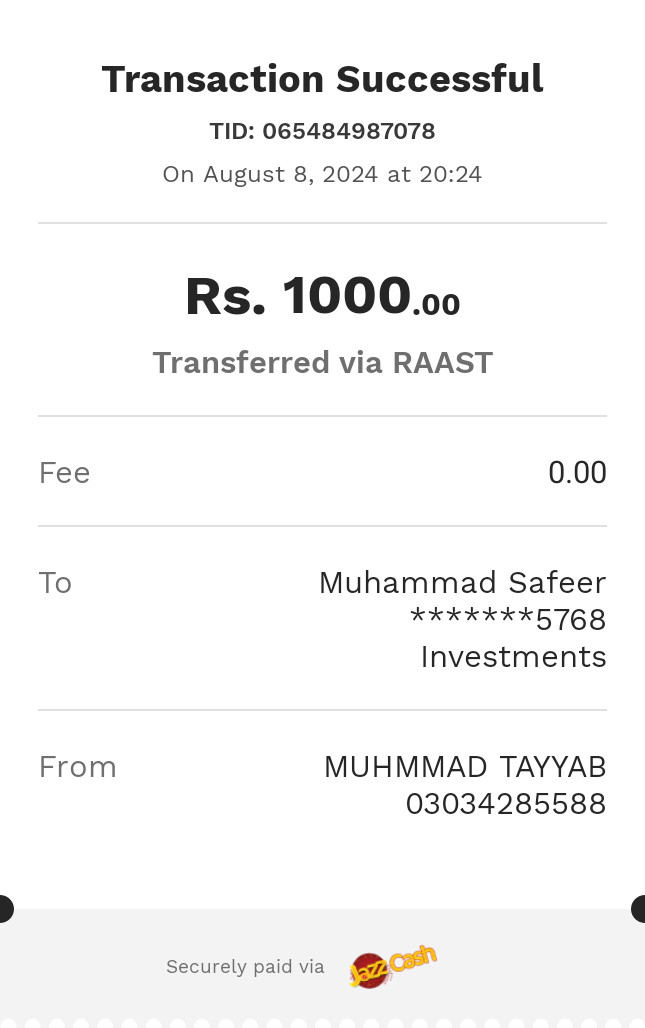 Transaction Successful
TID: 065484987078
On August 8, 2024 at 20:24
Rs. 1000.00
Transferred via RAAST
Fee 0.00
To Muhammad Safeer
*******5768
Investments
From MUHMMAD TAYYAB
03034285588
Securely paid via JazzCash